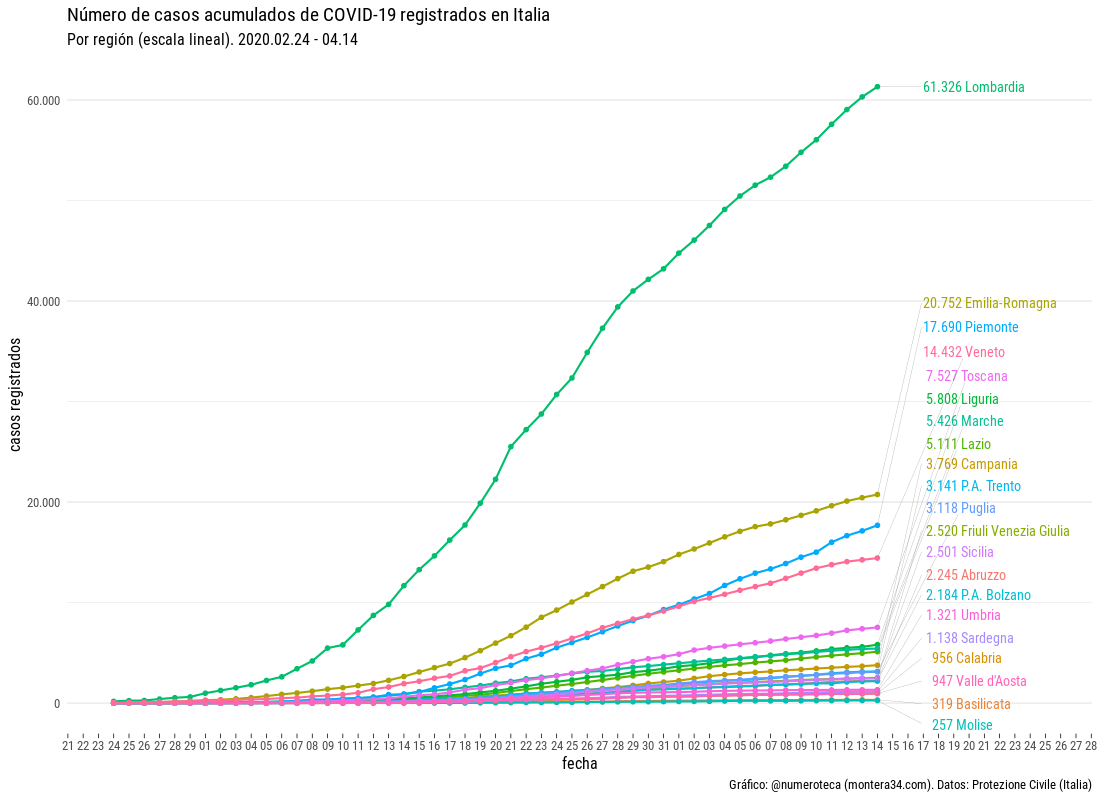 Número de casos acumulados de COVID-19 registrados en Italia
Por región (escala lineal). 2020.02.24 - 04.14
casos registrados
60.000
40.000
20.000
0
61.326 Lombardia
20.752 Emilia-Romagna
17.690 Piemonte
14.432 Veneto
7.527 Toscana
5.808 Liguria
5.426 Marche
5.111 Lazio
3.769 Campania
3.141 P.A. Trento
3.118 Puglia
2.520 Friuli Venezia Giulia
2.501 Sicilia
2.245 Abruzzo
2.184 P.A. Bolzano
1.321 Umbria
1.138 Sardegna
956 Calabria
947 Valle d'Aosta
319 Basilicata
257 Molise
21 22 23 24 25 26 27 28 29 01 02 03 04 05 06 07 08 09 10 11 12 13 14 15 16 17 18 19 20 21 22 23 24 25 26 27 28 29 30 31 01 02 03 04 05 06 07 08 09 10 11 12 13 14 15 16 17 18 19 20 21 22 23 24 25 26 27 28
fecha
Gráfico: @numeroteca (montera34.com). Datos: Protezione Civile (Italia)